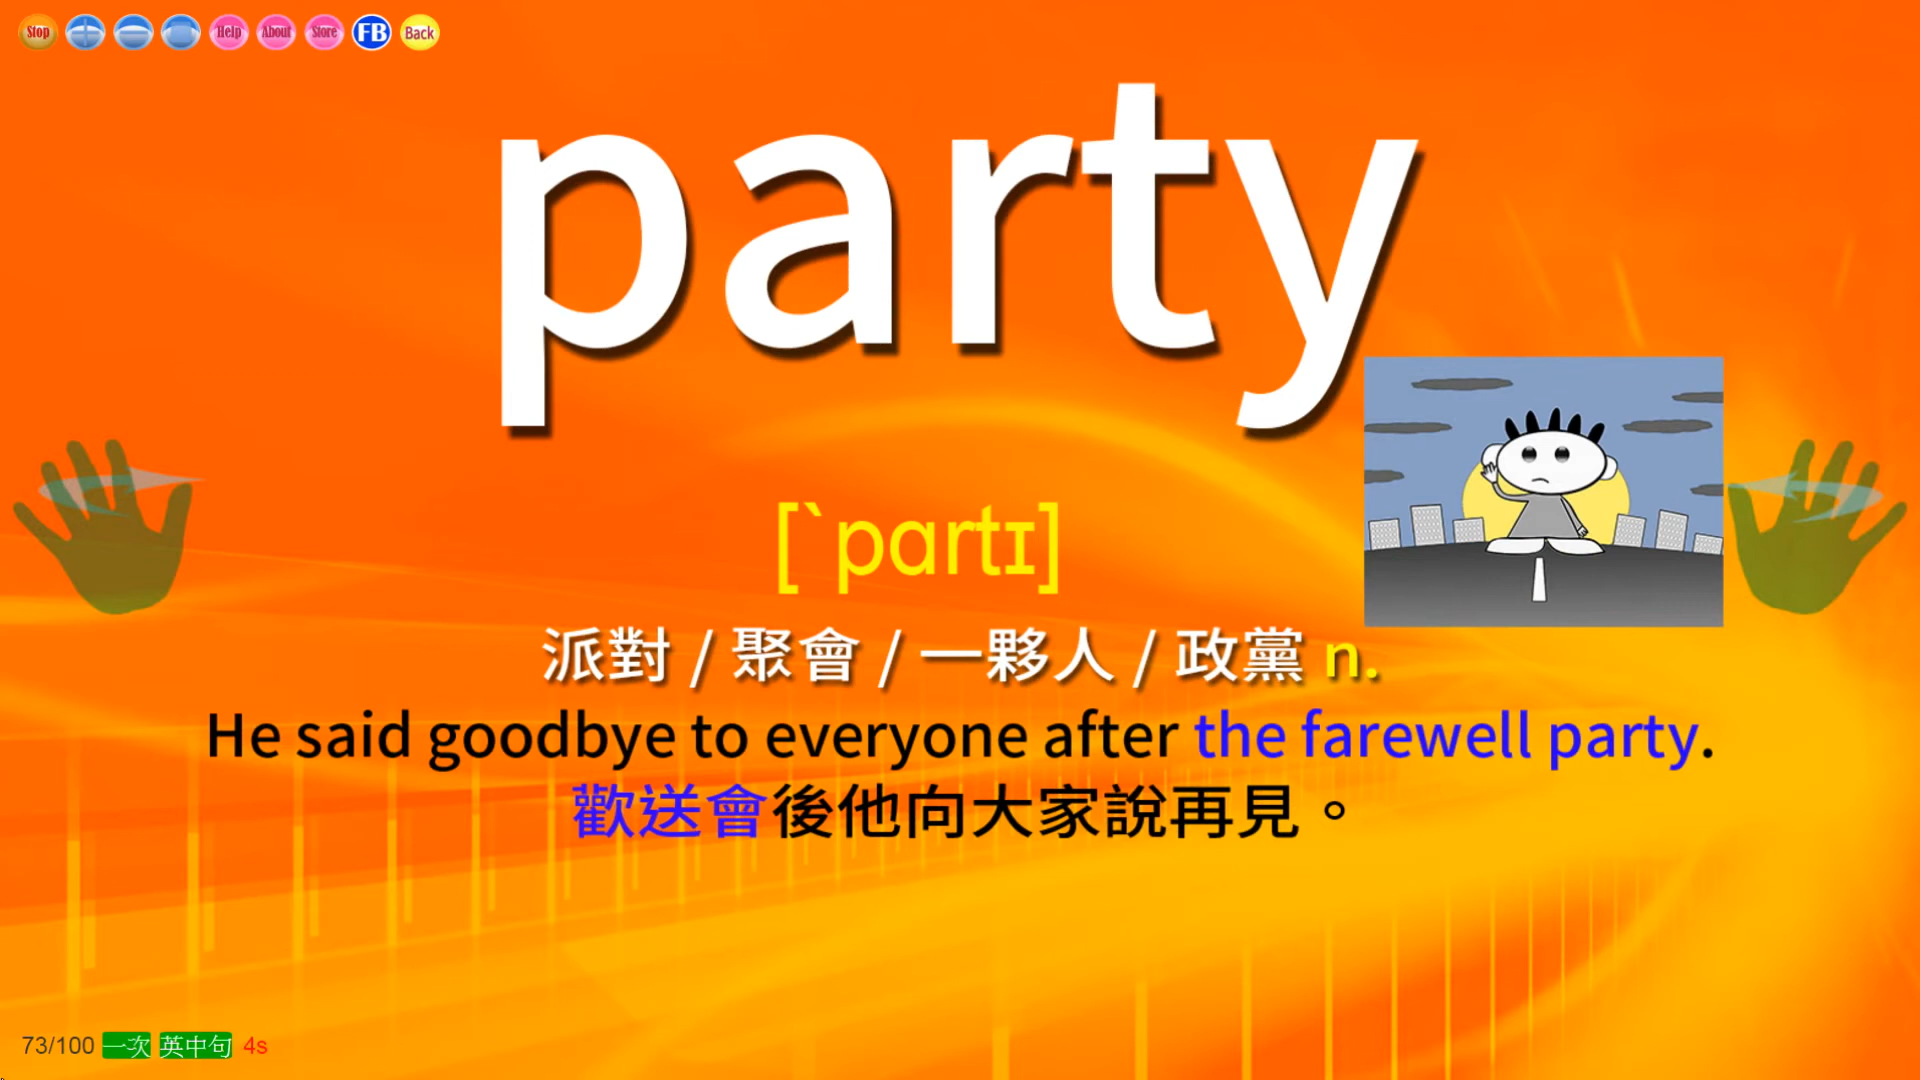 Stop Help About Store FB Back
party
[ˋpɑrtɪ]
派對 / 聚會 / 一夥人 / 政黨 n.
He said goodbye to everyone after the farewell party.
歡送會後他向大家說再見。
73/100 一次 英中句 4s